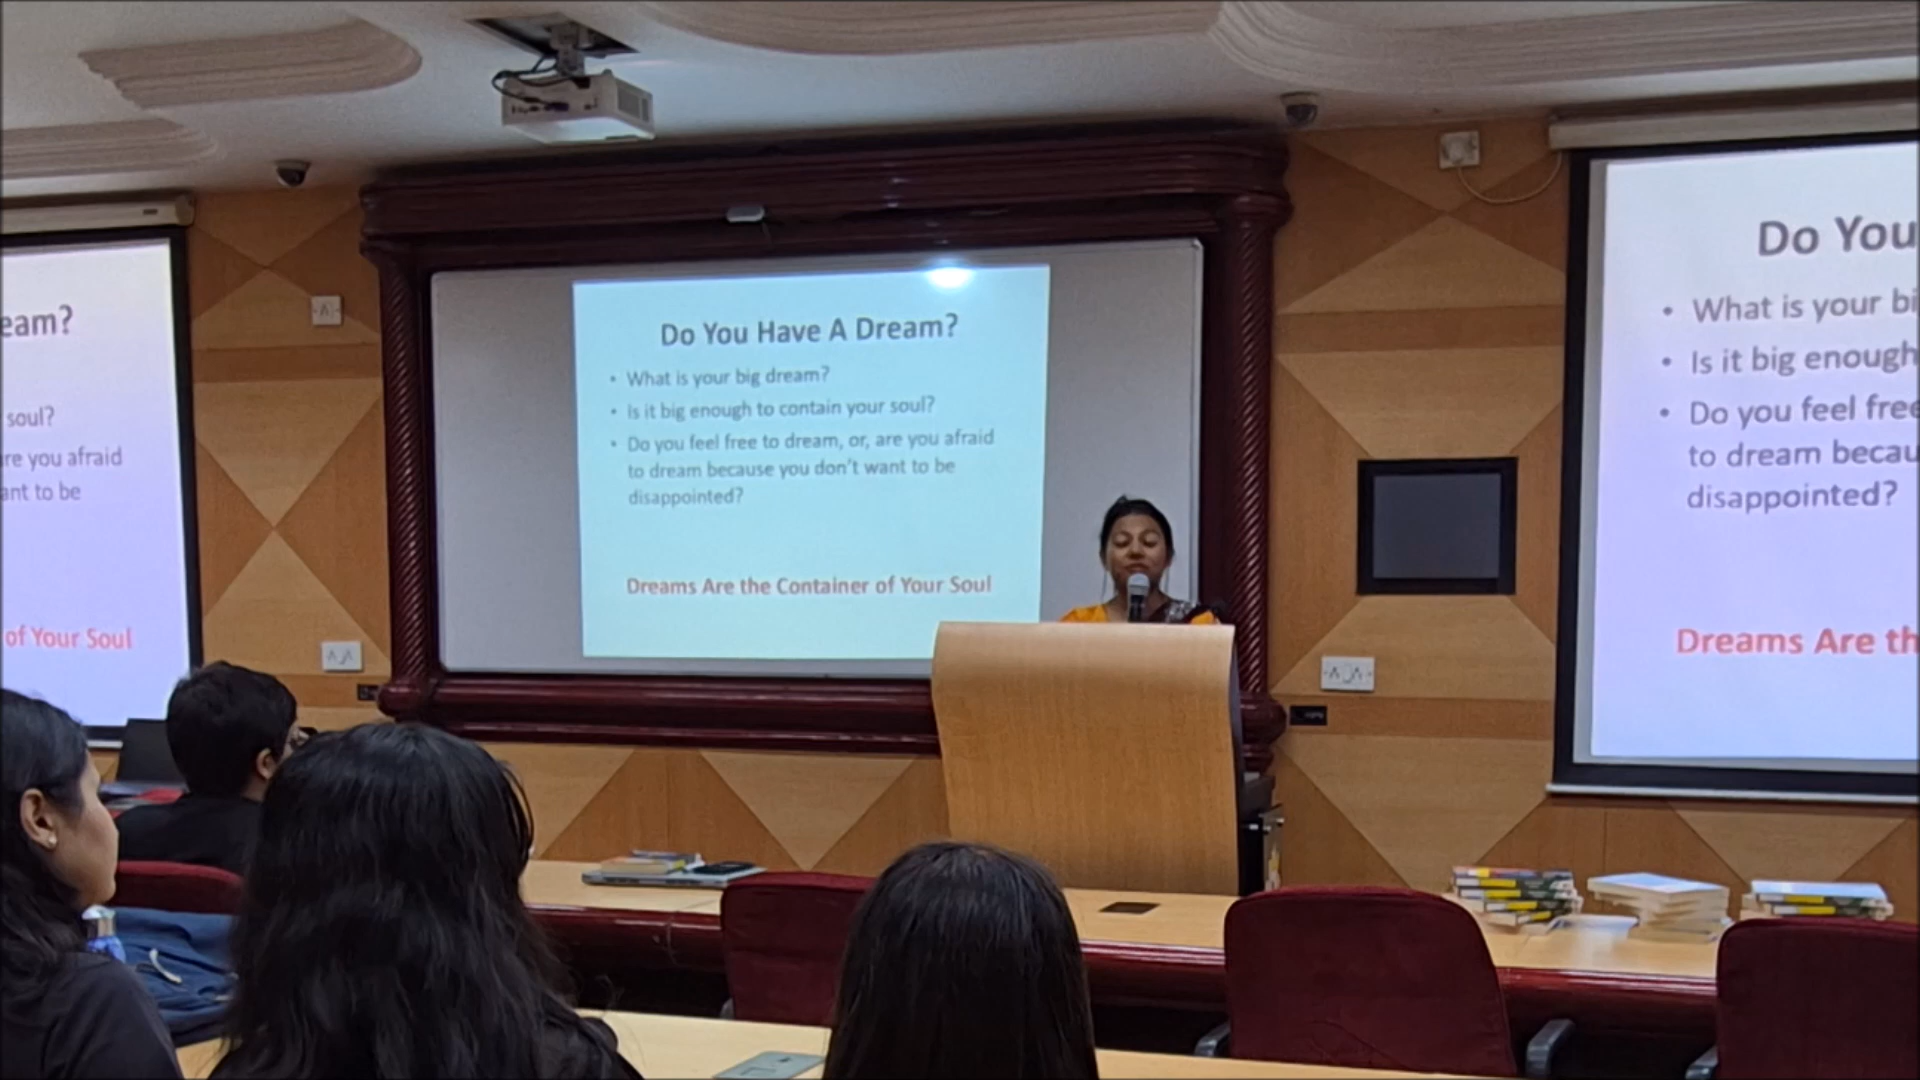 Do You Have A Dream?
• What is your big dream?
• Is it big enough to contain your soul?
• Do you feel free to dream, or, are you afraid
to dream because you don't want to be
disappointed?
Dreams Are the Container of Your Soul
eam?
soul?
re you afraid
ant to be
of Your Soul
Do You
• What is your bi
• Is it big enough
• Do you feel free
to dream becau
disappointed?
Dreams Are th